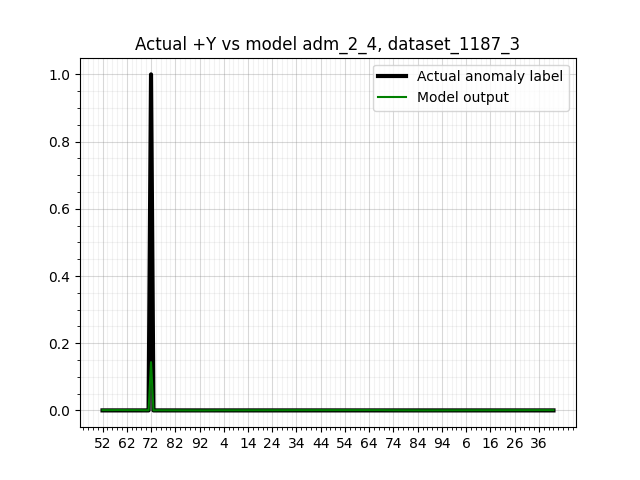 Actual +Y vs model adm_2_4, dataset_1187_3
Actual anomaly label
Model output
1.0
0.8
0.6
0.4
0.2
0.0
52 62 72 82 92 4 14 24 34 44 54 64 74 84 94 6 16 26 36